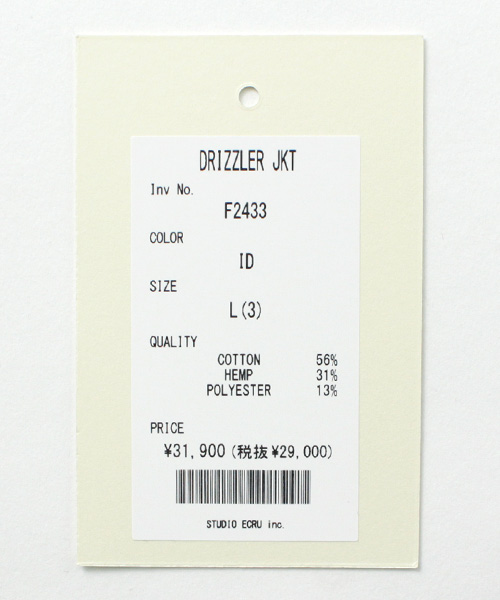 DRIZZLER JKT
Inv No.
F2433
COLOR
ID
SIZE
L(3)
QUALITY
COTTON 56%
HEMP 31%
POLYESTER 13%
PRICE
¥31,900(税抜¥29,000)
STUDIO ECRU inc.